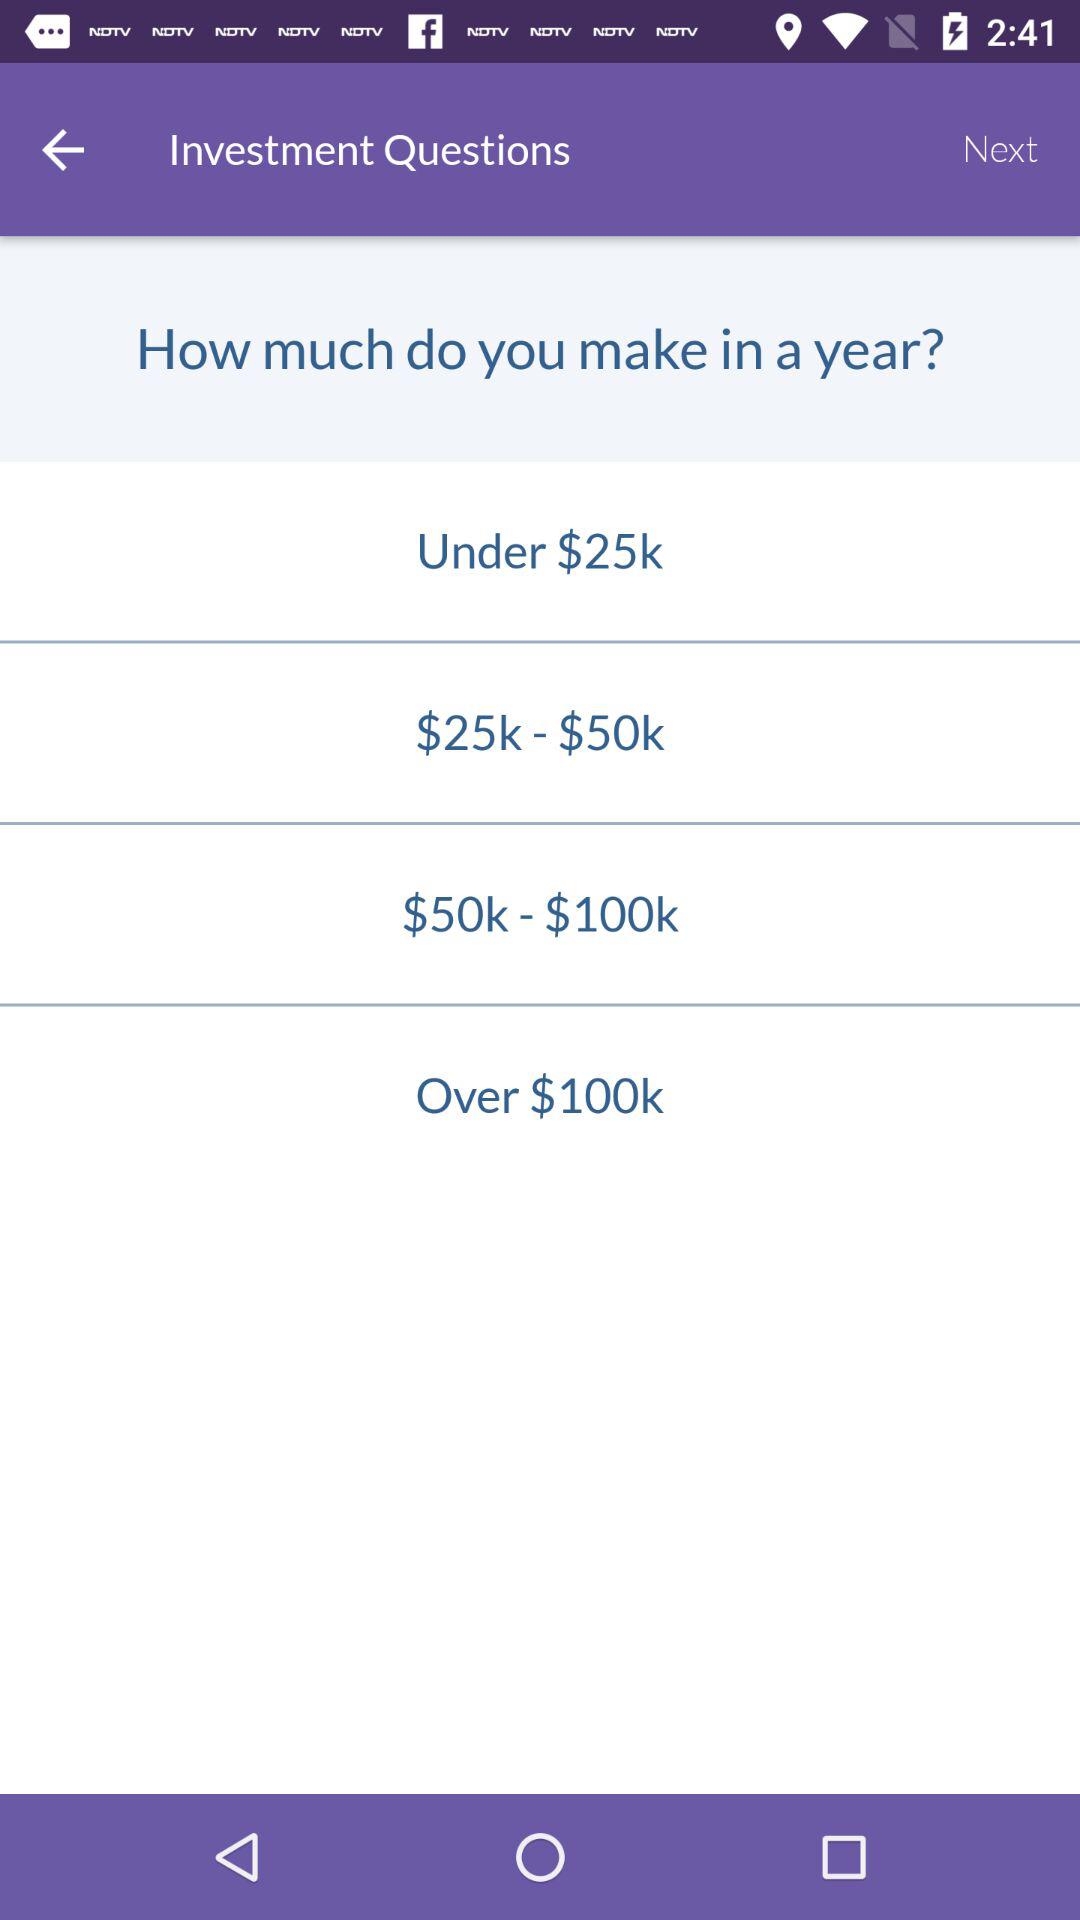 NDTV NDTV NDTV NDTV NDTV NDTV NDTV NDTV NDTV 2:41
Investment Questions Next
How much do you make in a year?
Under $25k
$25k - $50k
$50k - $100k
Over $100k